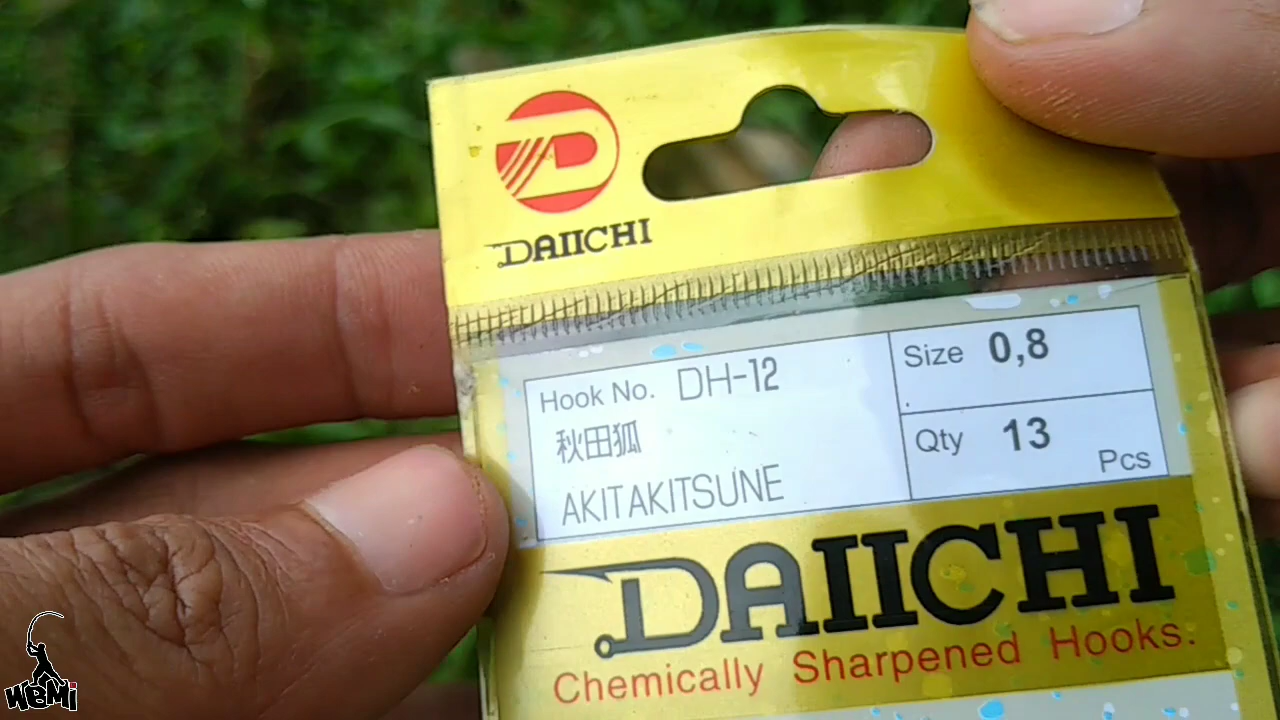 DAIICHI
Hook No. DH-12
秋田狐
AKITAKITSUNE
Size 0,8
Qty 13
Pcs
DAIICHI
Chemically Sharpened Hooks.
WeMi